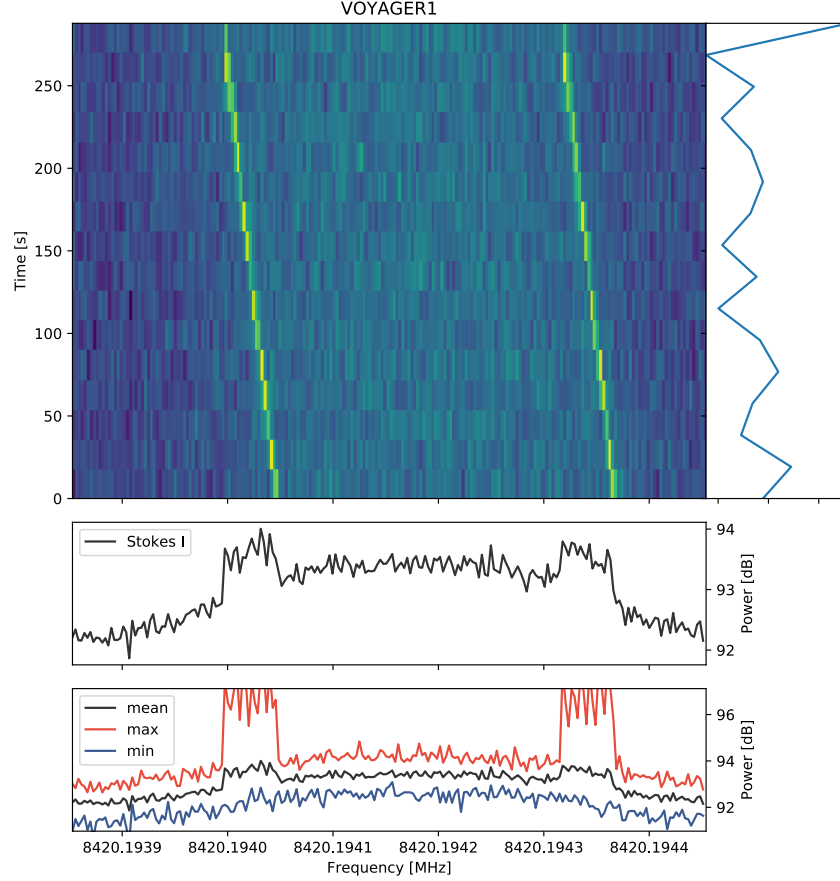 VOYAGER1
Time [s]
250
200
150
100
50
0
Stokes I
94
93
92
Power [dB]
mean
max
min
96
94
92
Power [dB]
8420.1939 8420.1940 8420.1941 8420.1942 8420.1943 8420.1944
Frequency [MHz]